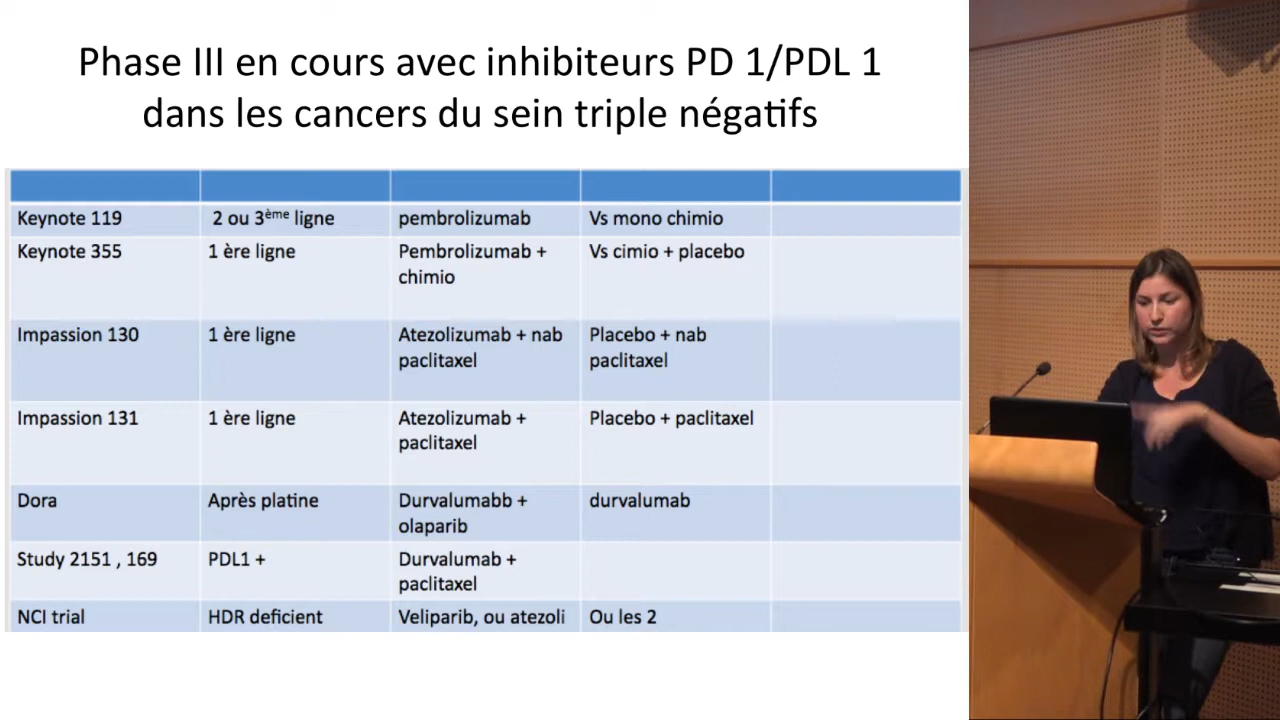 Phase III en cours avec inhibiteurs PD 1/PDL 1
dans les cancers du sein triple négatifs
Keynote 119
2 ou 3ème ligne
pembrolizumab
Vs mono chimio
Keynote 355
1 ère ligne
Pembrolizumab +
chimio
Vs cimio + placebo
Impassion 130
1 ère ligne
Atezolizumab + nab
paclitaxel
Placebo + nab
paclitaxel
Impassion 131
1 ère ligne
Atezolizumab +
paclitaxel
Placebo + paclitaxel
Dora
Après platine
Durvalumabb +
olaparib
durvalumab
Study 2151 , 169
PDL1 +
Durvalumab +
paclitaxel
NCI trial
HDR deficient
Veliparib, ou atezoli
Ou les 2